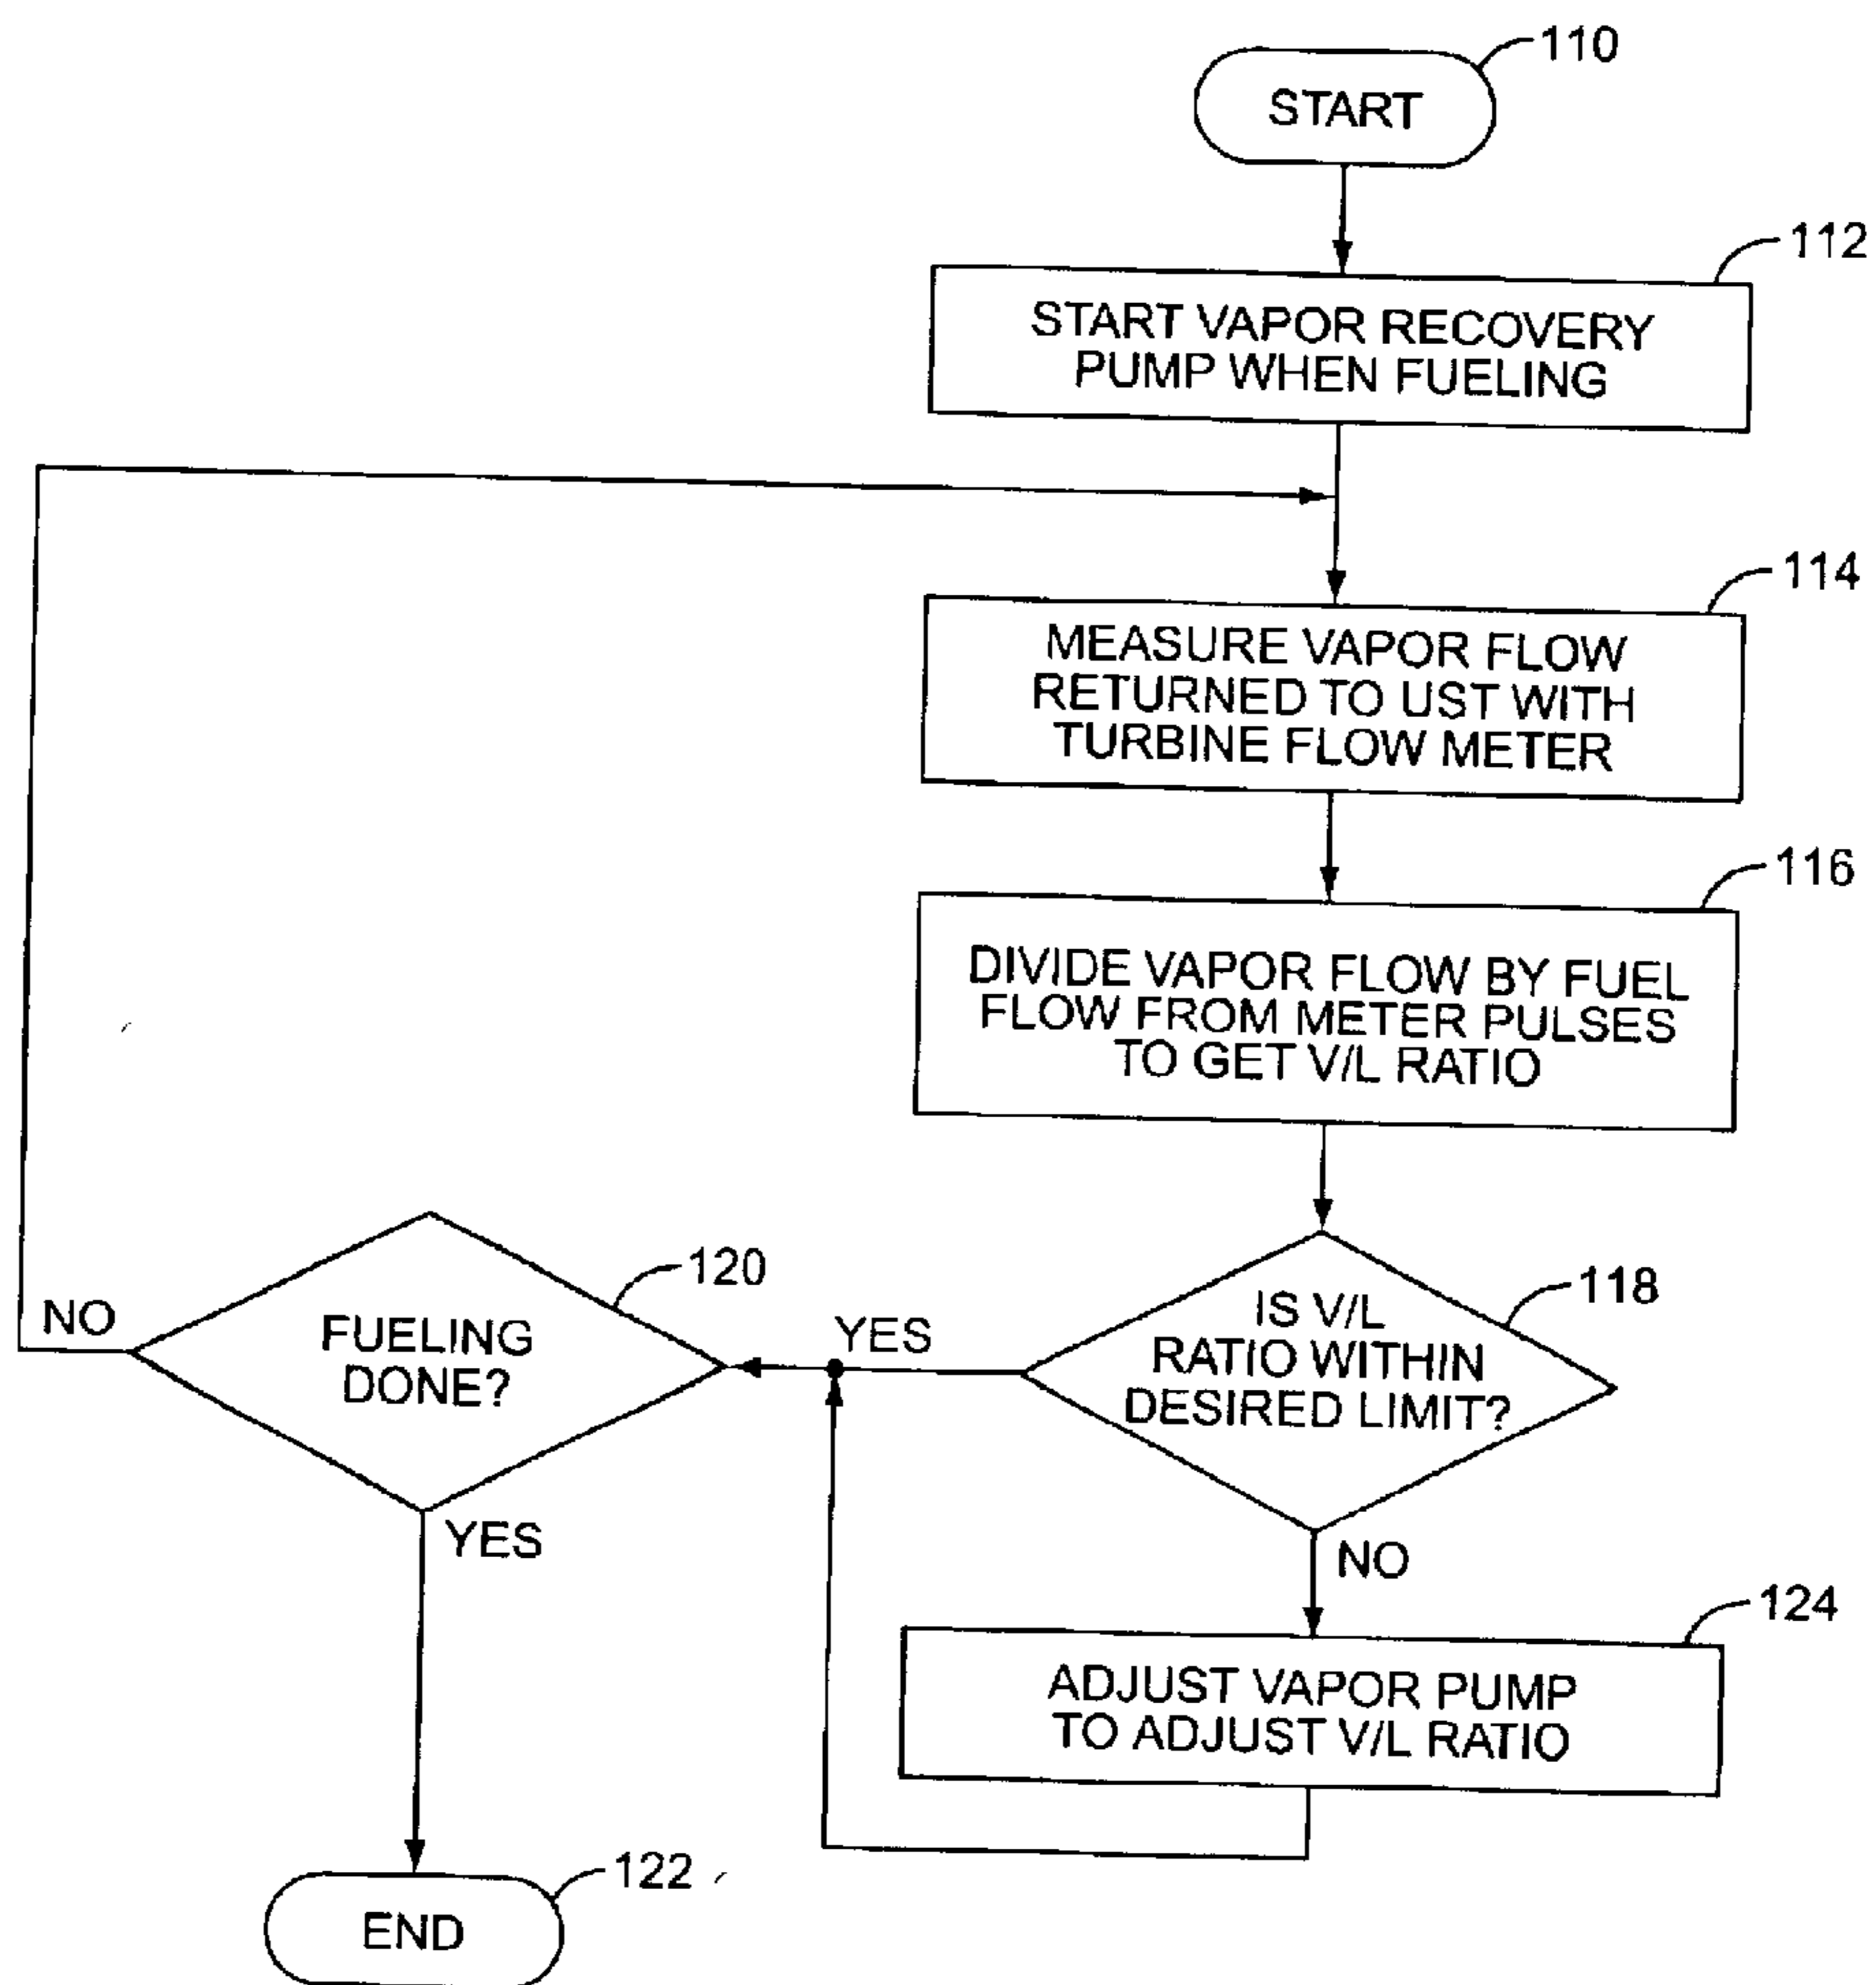 110
START
112
START VAPOR RECOVERY
PUMP WHEN FUELING
114
MEASURE VAPOR FLOW
RETURNED TO UST WITH
TURBINE FLOW METER
116
DIVIDE VAPOR FLOW BY FUEL
FLOW FROM METER PULSES
TO GET V/L RATIO
118
IS V/L
RATIO WITHIN
DESIRED LIMIT?
YES
NO
120
FUELING
DONE?
NO
YES
124
ADJUST VAPOR PUMP
TO ADJUST V/L RATIO
122
END